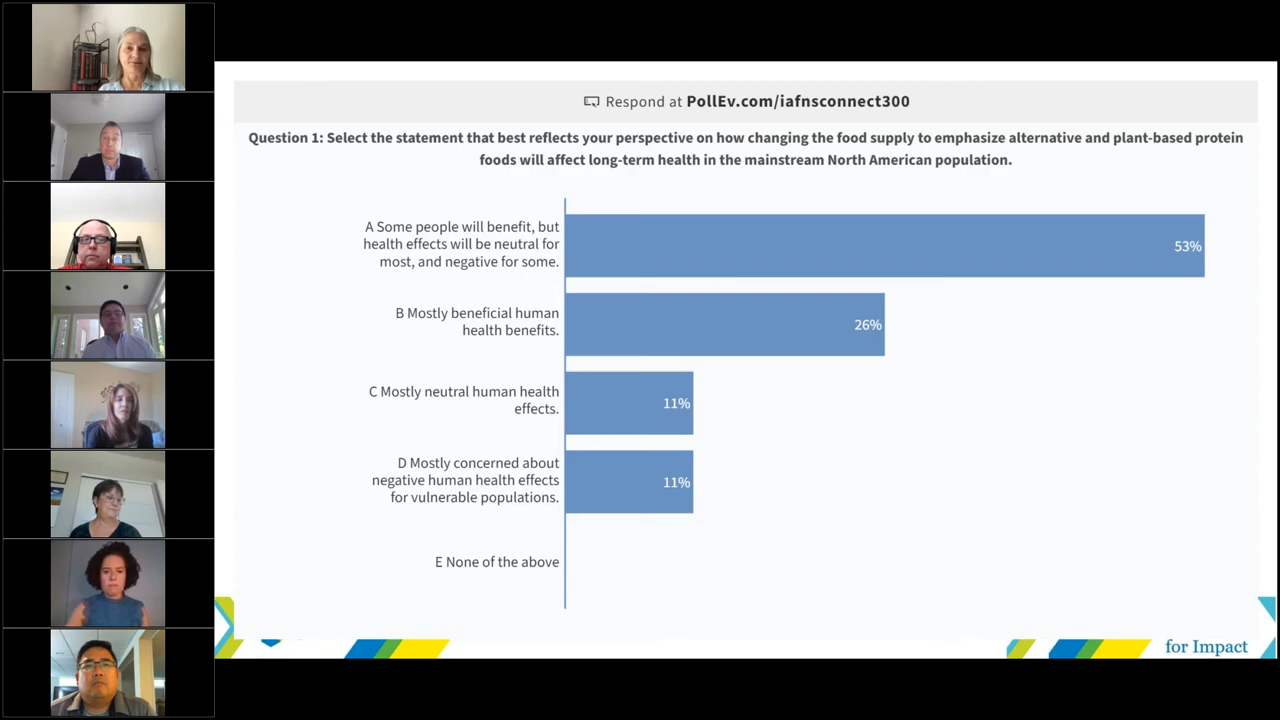 Respond at PollEv.com/iafnsconnect300
Question 1: Select the statement that best reflects your perspective on how changing the food supply to emphasize alternative and plant-based protein
foods will affect long-term health in the mainstream North American population.
A Some people will benefit, but
health effects will be neutral for
most, and negative for some.
53%
B Mostly beneficial human
health benefits.
26%
C Mostly neutral human health
effects.
11%
D Mostly concerned about
negative human health effects
for vulnerable populations.
11%
E None of the above
for Impact